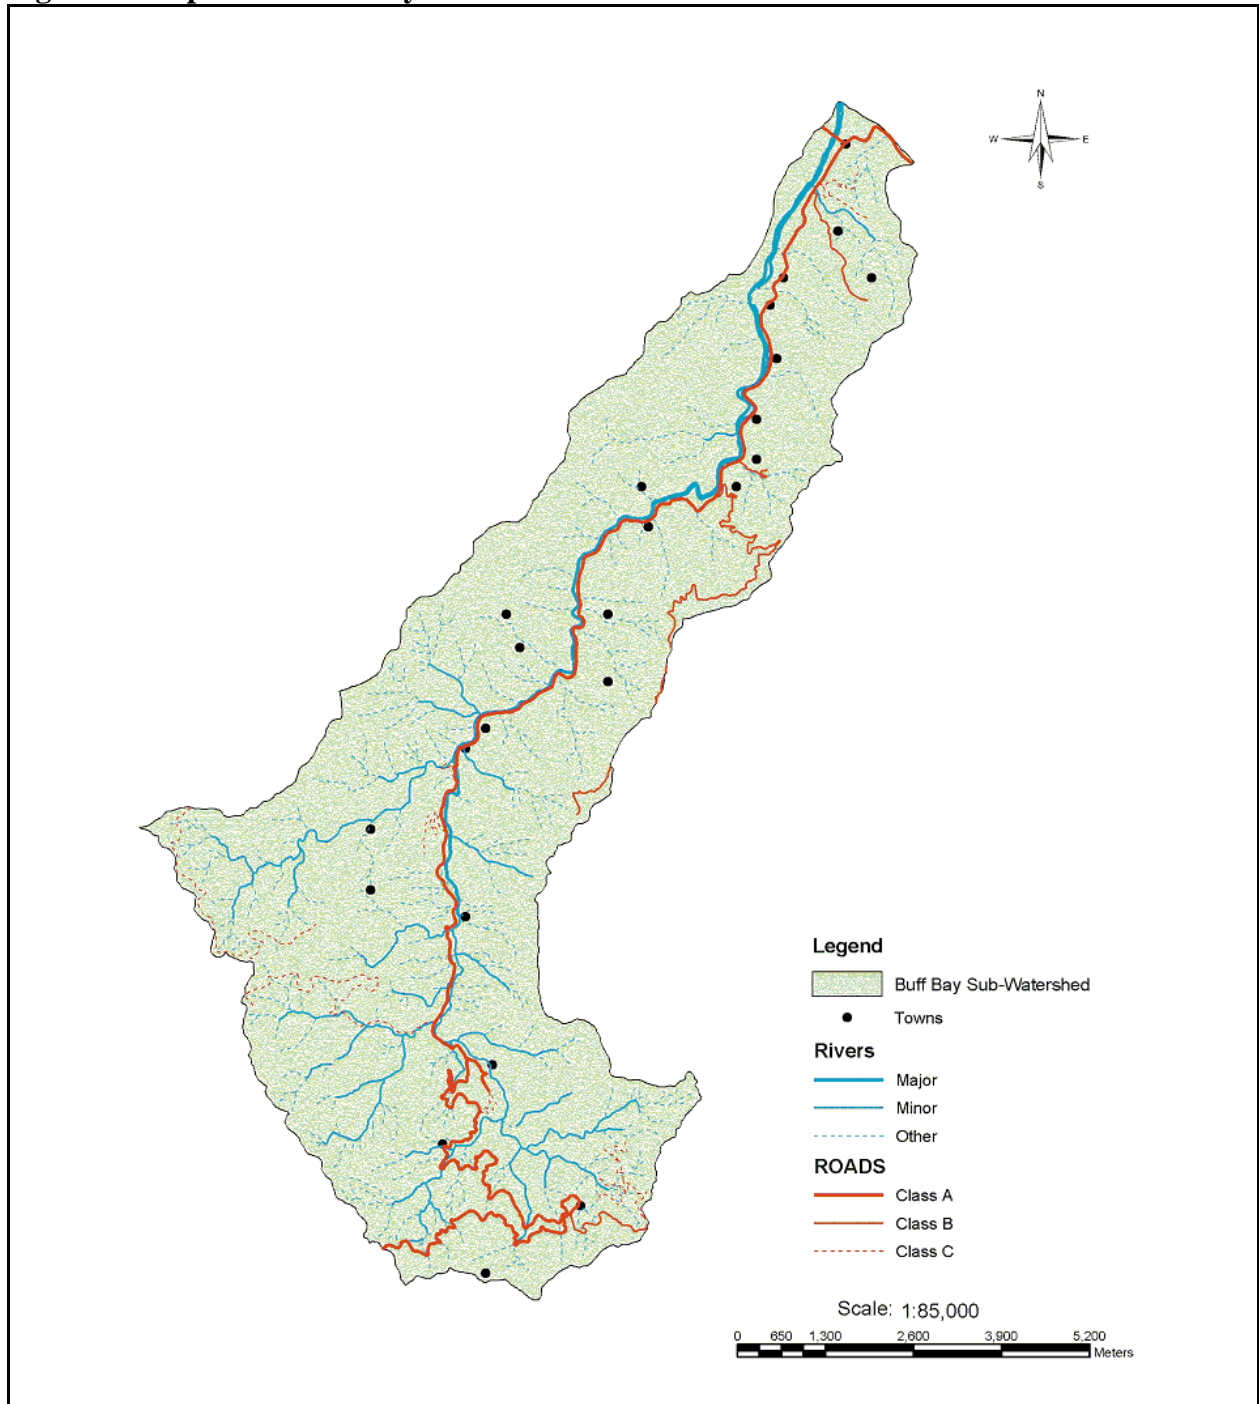 N
W E
S
Legend
Buff Bay Sub-Watershed
Towns
Rivers
Major
Minor
Other
ROADS
Class A
Class B
Class C
Scale: 1:85,000
0 650 1,300 2,600 3,900 5,200
Meters